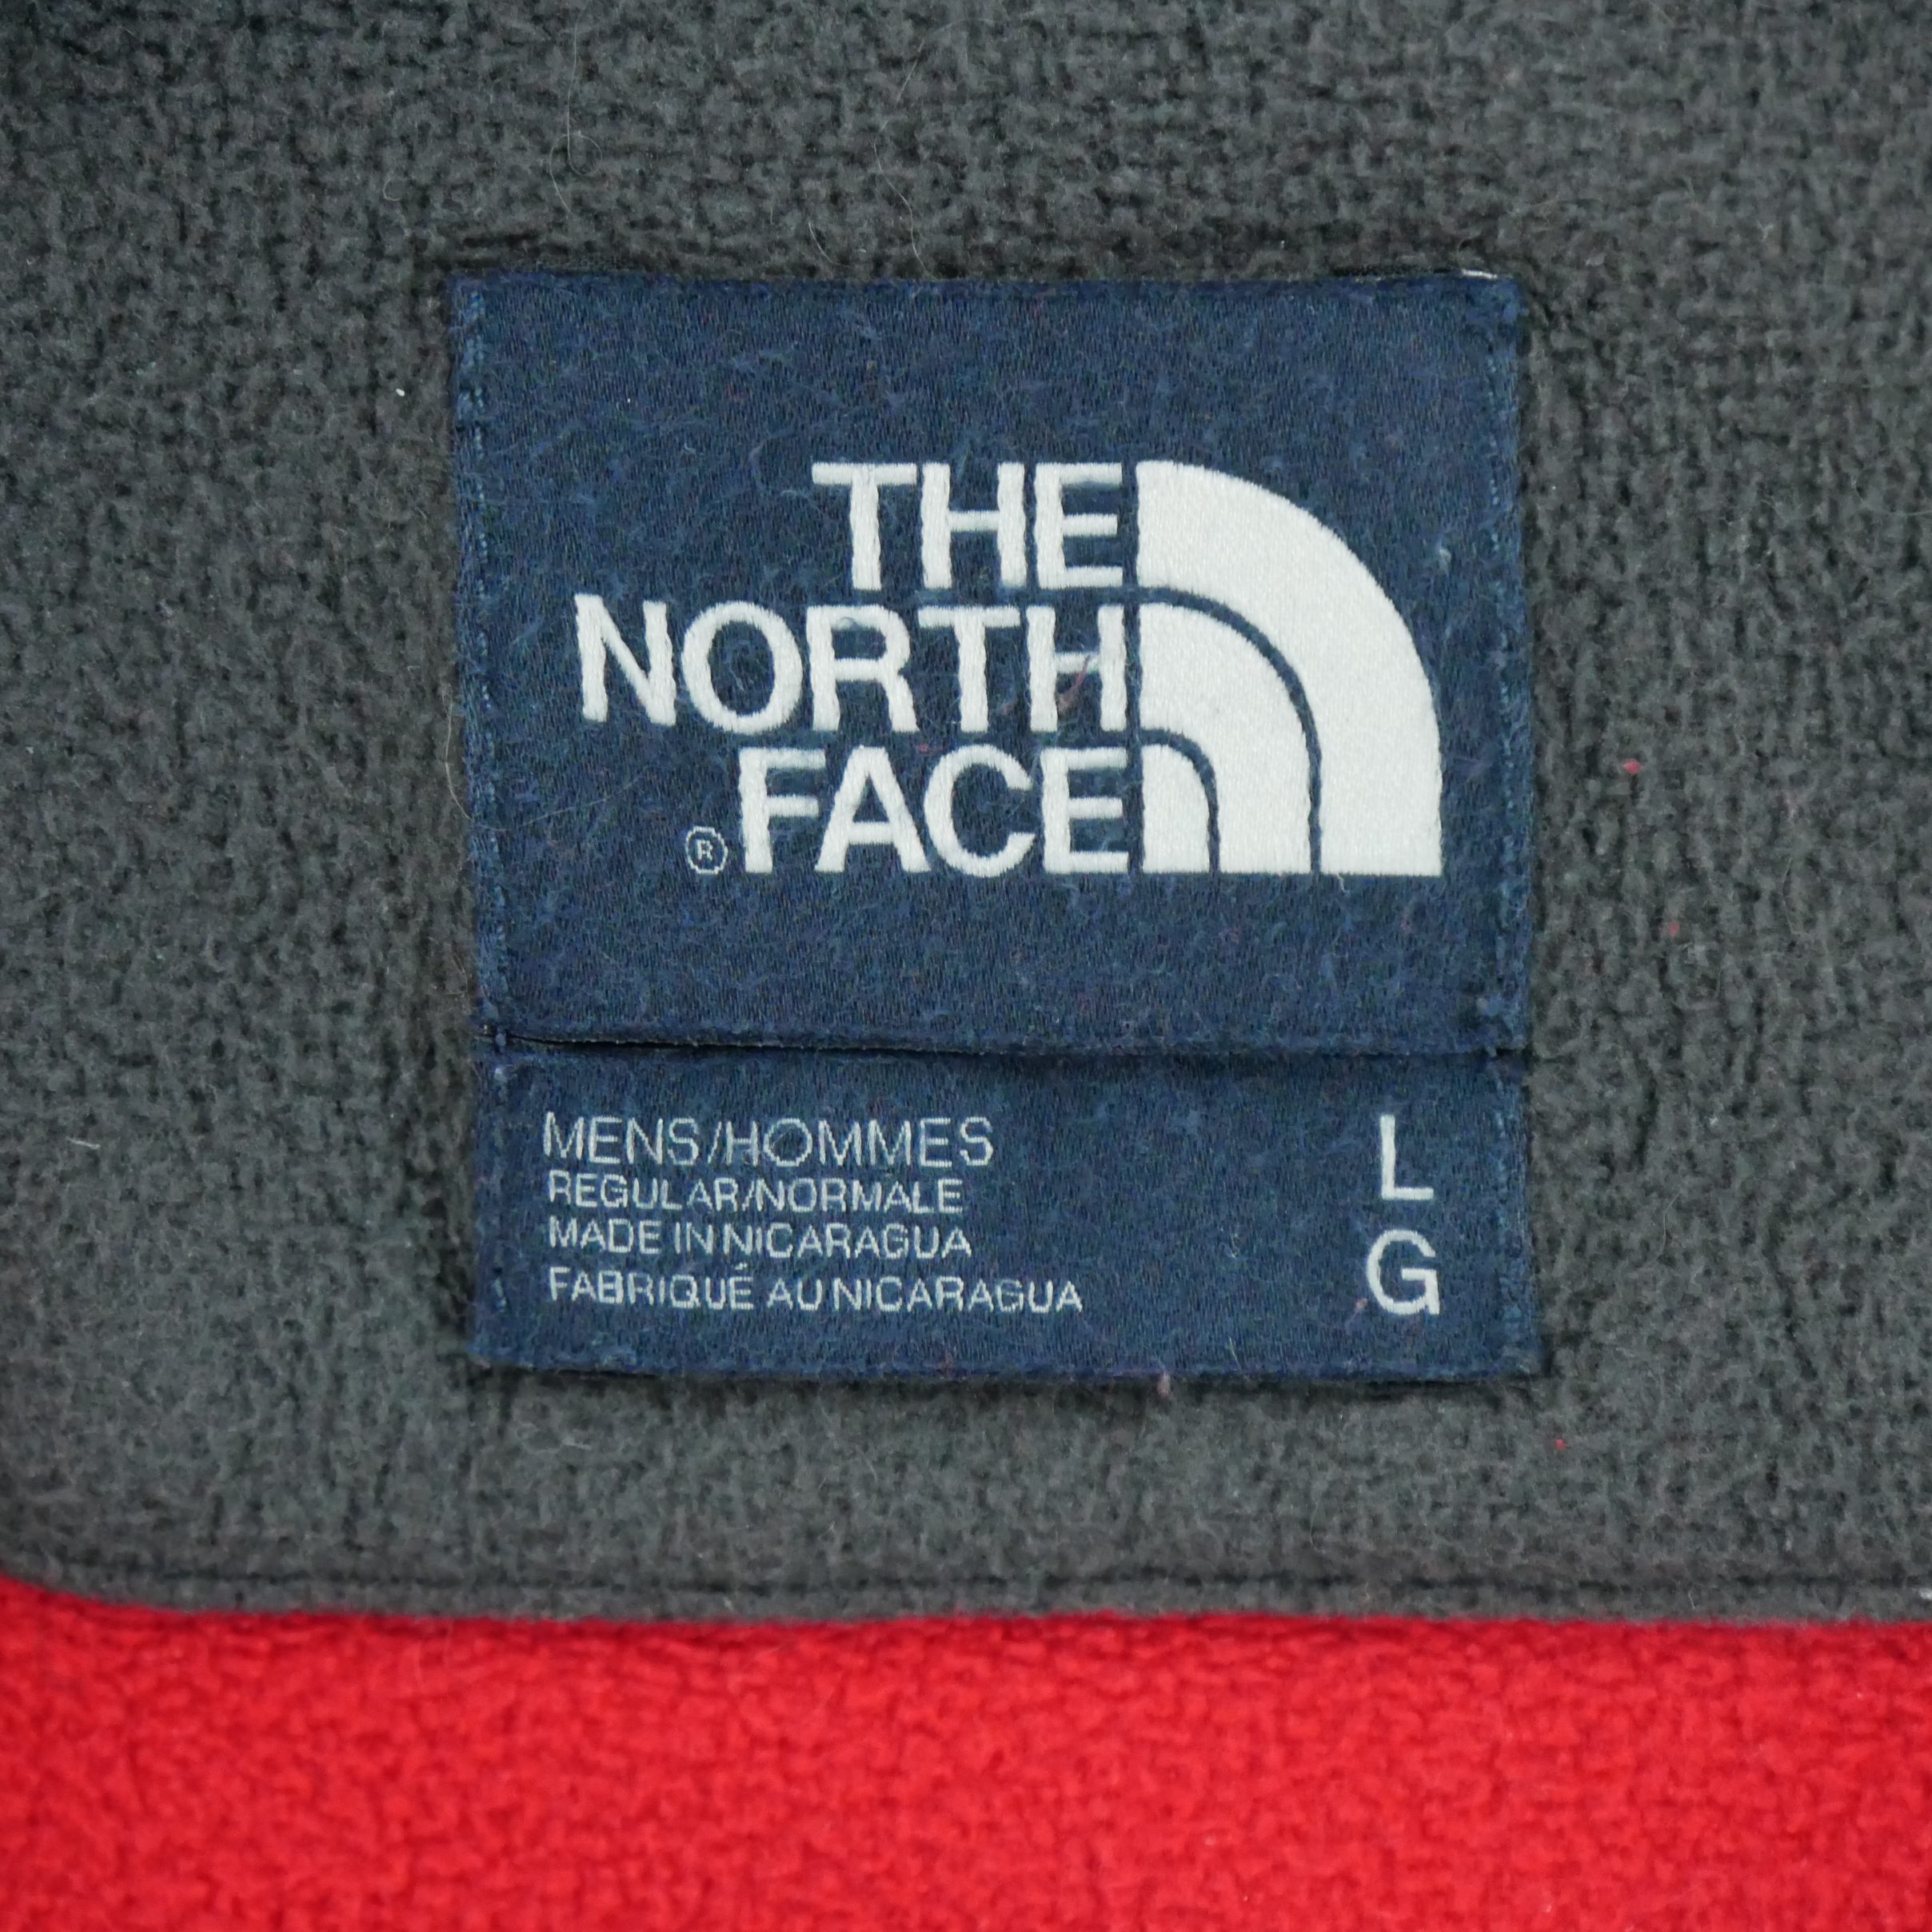 THE
NORTH
® FACE
MENS/HOMMES L
REGULAR/NORMALE
MADE IN NICARAGUA G
FABRIQUÉ AU NICARAGUA